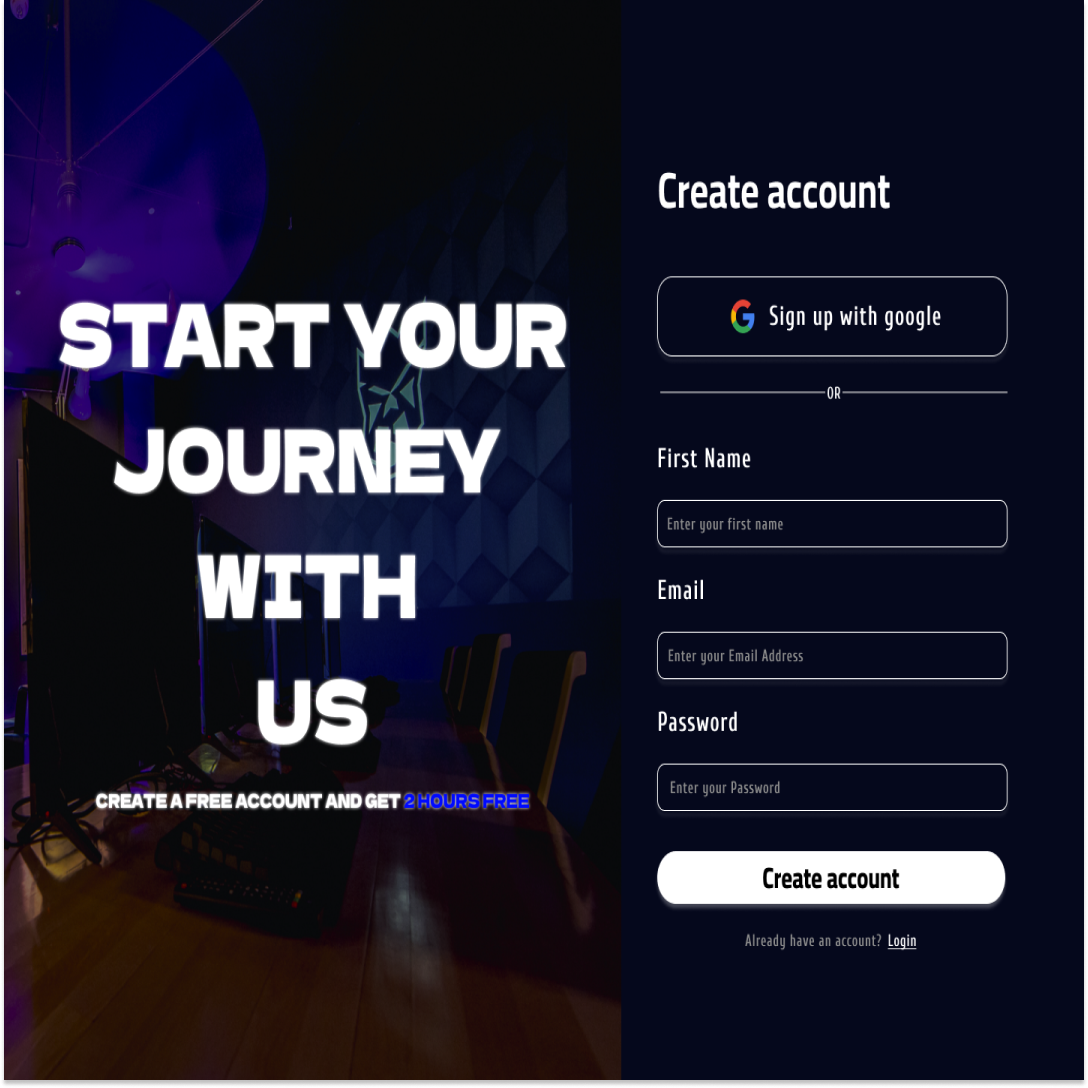 START YOUR
JOURNEY
WITH
US
CREATE A FREE ACCOUNT AND GET 2 HOURS FREE
Create account
Sign up with google
OR
First Name
Enter your first name
Email
Enter your Email Address
Password
Enter your Password
Create account
Already have an account? Login